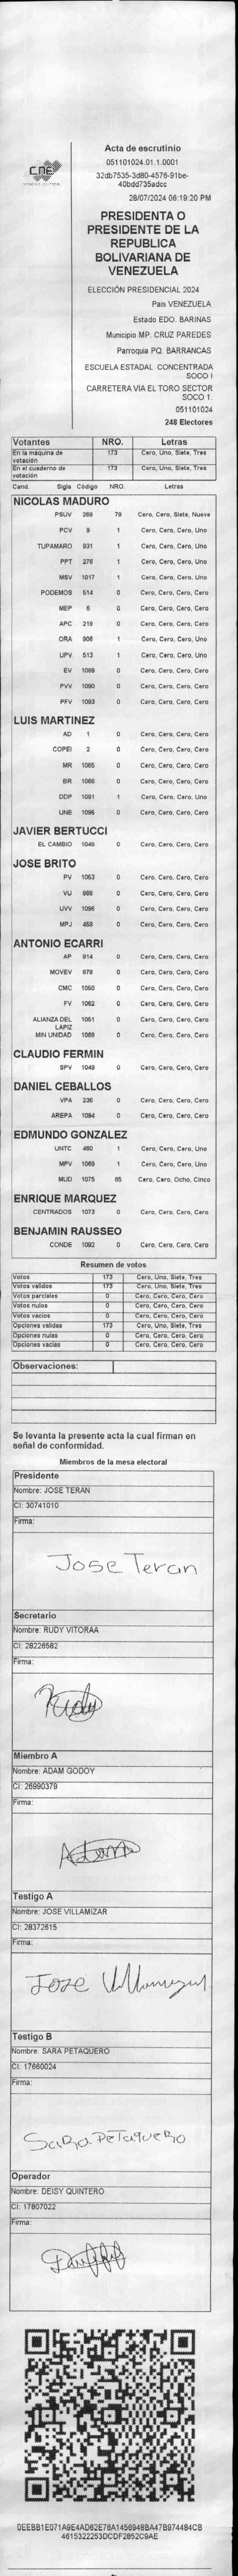 CNE
Acta de escrutinio
051101024.01.1.0001
32db7535-3d80-4576-91be-
40bdd735adcc
28/07/2024 06:19:20 PM
PRESIDENTA O
PRESIDENTE DE LA
REPUBLICA
BOLIVARIANA DE
VENEZUELA
ELECCIÓN PRESIDENCIAL 2024
Pais VENEZUELA
Estado EDO. BARINAS
Municipio MP. CRUZ PAREDES
Parroquia PQ. BARRANCAS
ESCUELA ESTADAL CONCENTRADA
SOCO I
CARRETERA VIA EL TORO SECTOR
SOCO 1.
051101024
248 Electores
Votantes NRO. Letras
En la máquina de votación 173 Cero, Uno, Siete, Tres
En el cuaderno de votación 173 Cero, Uno, Siete, Tres
Cand. Sigla Código NRO. Letras
NICOLAS MADURO
PSUV 269 79 Cero, Cero, Siete, Nueve
PCV 9 1 Cero, Cero, Cero, Uno
TUPAMARO 931 1 Cero, Cero, Cero, Uno
PPT 276 1 Cero, Cero, Cero, Uno
MSV 1017 1 Cero, Cero, Cero, Uno
PODEMOS 514 0 Cero, Cero, Cero, Cero
MEP 6 0 Cero, Cero, Cero, Cero
APC 219 0 Cero, Cero, Cero, Cero
ORA 906 1 Cero, Cero, Cero, Uno
UPV 513 1 Cero, Cero, Cero, Uno
EV 1089 0 Cero, Cero, Cero, Cero
PVV 1090 0 Cero, Cero, Cero, Cero
PFV 1093 0 Cero, Cero, Cero, Cero
LUIS MARTINEZ
AD 1 0 Cero, Cero, Cero, Cero
COPEI 2 0 Cero, Cero, Cero, Cero
MR 1065 0 Cero, Cero, Cero, Cero
BR 1066 0 Cero, Cero, Cero, Cero
DDP 1091 1 Cero, Cero, Cero, Uno
UNE 1095 0 Cero, Cero, Cero, Cero
JAVIER BERTUCCI
EL CAMBIO 1048 0 Cero, Cero, Cero, Cero
JOSE BRITO
PV 1053 0 Cero, Cero, Cero, Cero
VU 968 0 Cero, Cero, Cero, Cero
UVV 1096 0 Cero, Cero, Cero, Cero
MPJ 458 0 Cero, Cero, Cero, Cero
ANTONIO ECARRI
AP 814 0 Cero, Cero, Cero, Cero
MOVEV 978 0 Cero, Cero, Cero, Cero
CMC 1050 0 Cero, Cero, Cero, Cero
FV 1052 0 Cero, Cero, Cero, Cero
ALIANZA DEL LAPIZ 1051 0 Cero, Cero, Cero, Cero
MIN UNIDAD 1068 0 Cero, Cero, Cero, Cero
CLAUDIO FERMIN
SPV 1049 0 Cero, Cero, Cero, Cero
DANIEL CEBALLOS
VPA 236 0 Cero, Cero, Cero, Cero
AREPA 1094 0 Cero, Cero, Cero, Cero
EDMUNDO GONZALEZ
UNTC 460 1 Cero, Cero, Cero, Uno
MPV 1069 1 Cero, Cero, Cero, Uno
MUD 1075 85 Cero, Cero, Ocho, Cinco
ENRIQUE MARQUEZ
CENTRADOS 1073 0 Cero, Cero, Cero, Cero
BENJAMIN RAUSSEO
CONDE 1092 0 Cero, Cero, Cero, Cero
Resumen de votos
Votos 173 Cero, Uno, Siete, Tres
Votos validos 173 Cero, Uno, Siete, Tres
Votos parciales 0 Cero, Cero, Cero, Cero
Votos nulos 0 Cero, Cero, Cero, Cero
Votos vacios 0 Cero, Cero, Cero, Cero
Opciones validas 173 Cero, Uno, Siete, Tres
Opciones nulas 0 Cero, Cero, Cero, Cero
Opciones vacias 0 Cero, Cero, Cero, Cero
Observaciones:
Se levanta la presente acta la cual firman en
señal de conformidad.
Miembros de la mesa electoral
Presidente
Nombre: JOSE TERAN
CI: 30741010
Firma:
Jose Teran
Secretario
Nombre: RUDY VITORAA
CI: 28226582
Firma:
Rudy
Miembro A
Nombre: ADAM GODOY
CI: 26990379
Firma:
Adam
Testigo A
Nombre: JOSE VILLAMIZAR
CI: 28372615
Firma:
Jose Villamizar
Testigo B
Nombre: SARA PETAQUERO
CI: 17660024
Firma:
SaRa PeTaqueRo
Operador
Nombre: DEISY QUINTERO
CI: 17807022
Firma:
0EEBB1E071A9E4AD62E76A1456948BA47B974484CB
4615322253DCDF2852C9AE